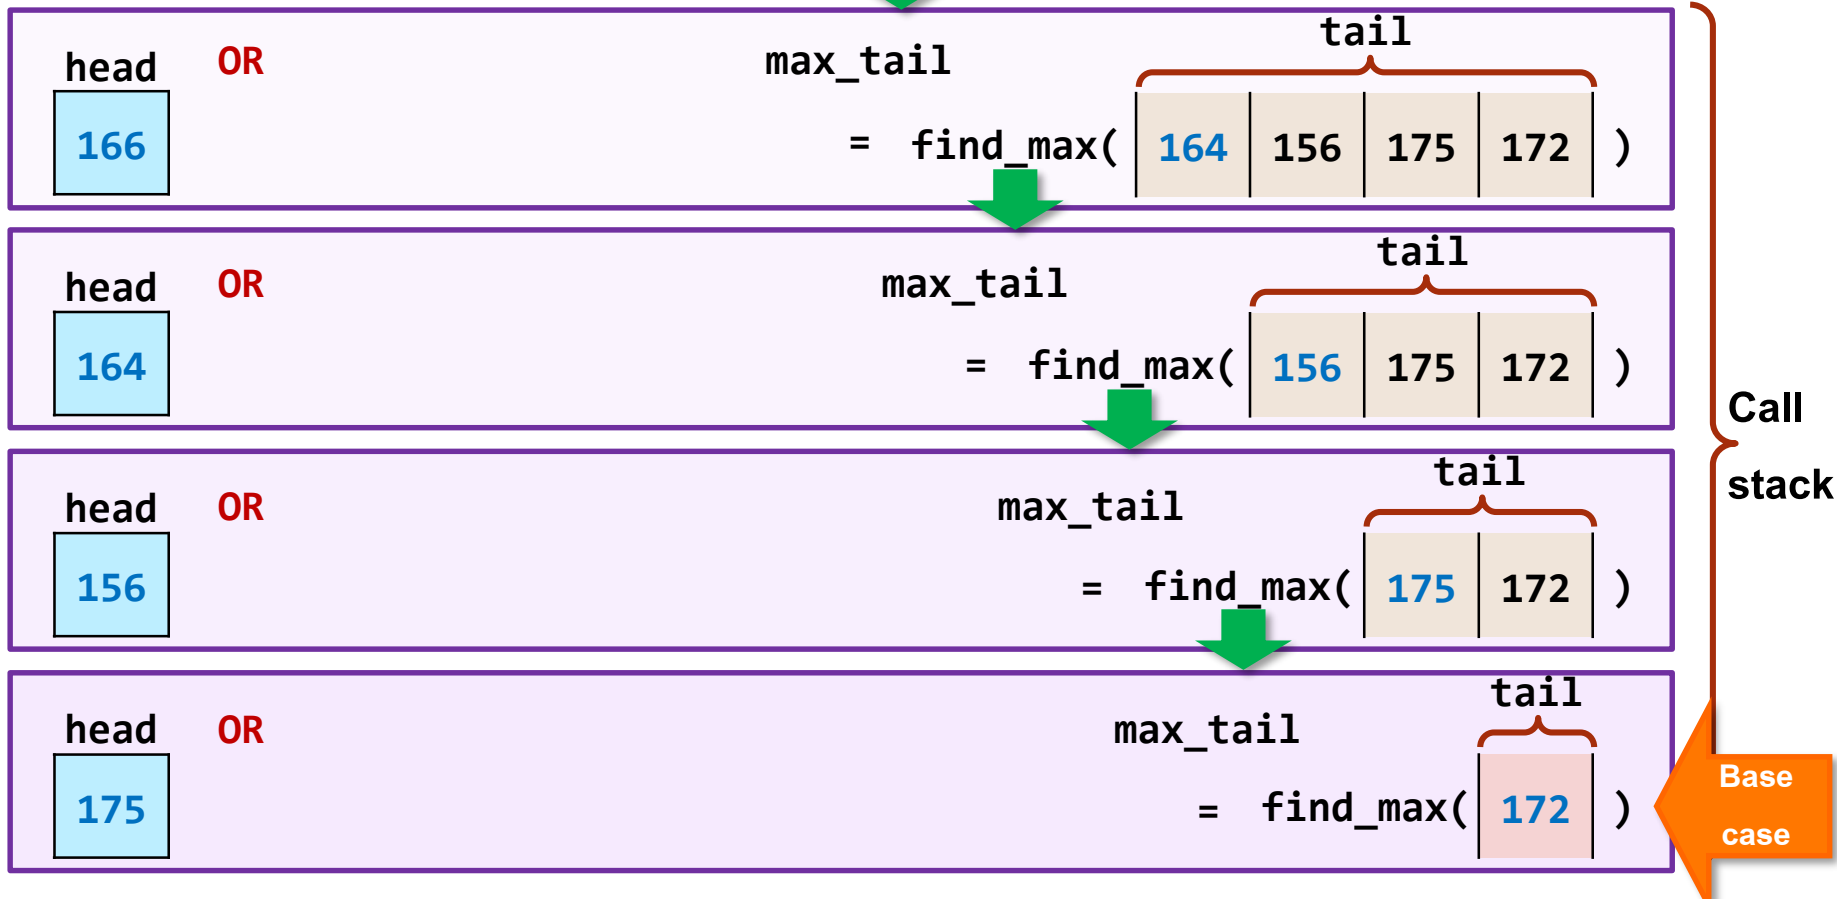 tail
head OR max_tail
166 = find_max( 164 156 175 172 )
tail
head OR max_tail
164 = find_max( 156 175 172 )
Call
stack
tail
head OR max_tail
156 = find_max( 175 172 )
tail
head OR max_tail
175 = find_max( 172 )
Base
case